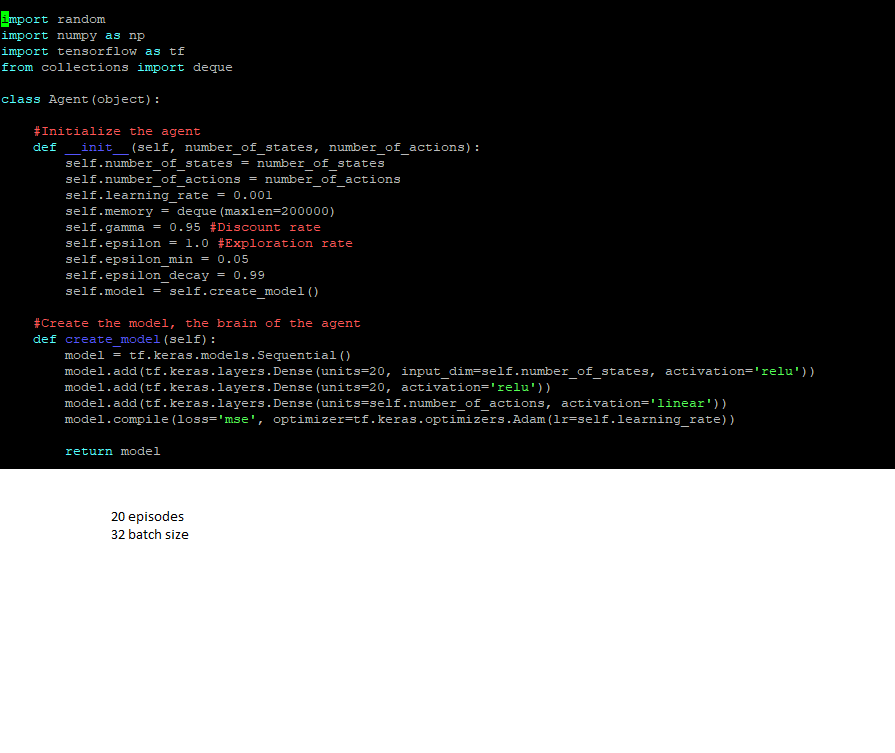 import random
import numpy as np
import tensorflow as tf
from collections import deque
class Agent(object):
#Initialize the agent
def __init__(self, number_of_states, number_of_actions):
self.number_of_states = number_of_states
self.number_of_actions = number_of_actions
self.learning_rate = 0.001
self.memory = deque(maxlen=200000)
self.gamma = 0.95 #Discount rate
self.epsilon = 1.0 #Exploration rate
self.epsilon_min = 0.05
self.epsilon_decay = 0.99
self.model = self.create_model()
#Create the model, the brain of the agent
def create_model(self):
model = tf.keras.models.Sequential()
model.add(tf.keras.layers.Dense(units=20, input_dim=self.number_of_states, activation='relu'))
model.add(tf.keras.layers.Dense(units=20, activation='relu'))
model.add(tf.keras.layers.Dense(units=self.number_of_actions, activation='linear'))
model.compile(loss='mse', optimizer=tf.keras.optimizers.Adam(lr=self.learning_rate))
return model
20 episodes
32 batch size